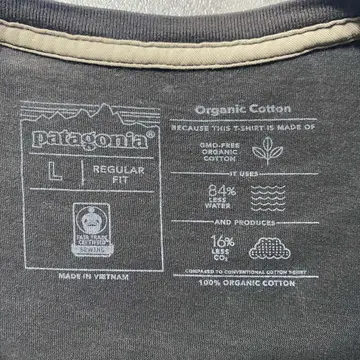 patagonia®
L
REGULAR
FIT
FAIR TRADE
CERTIFIED
SEWING
MADE IN VIETNAM
Organic Cotton
BECAUSE THIS T-SHIRT IS MADE OF
GMO-FREE
ORGANIC
COTTON
IT USES
84%
LESS
WATER
AND PRODUCES
16%
LESS
CO₂
COMPARED TO CONVENTIONAL COTTON T-SHIRT
100% ORGANIC COTTON